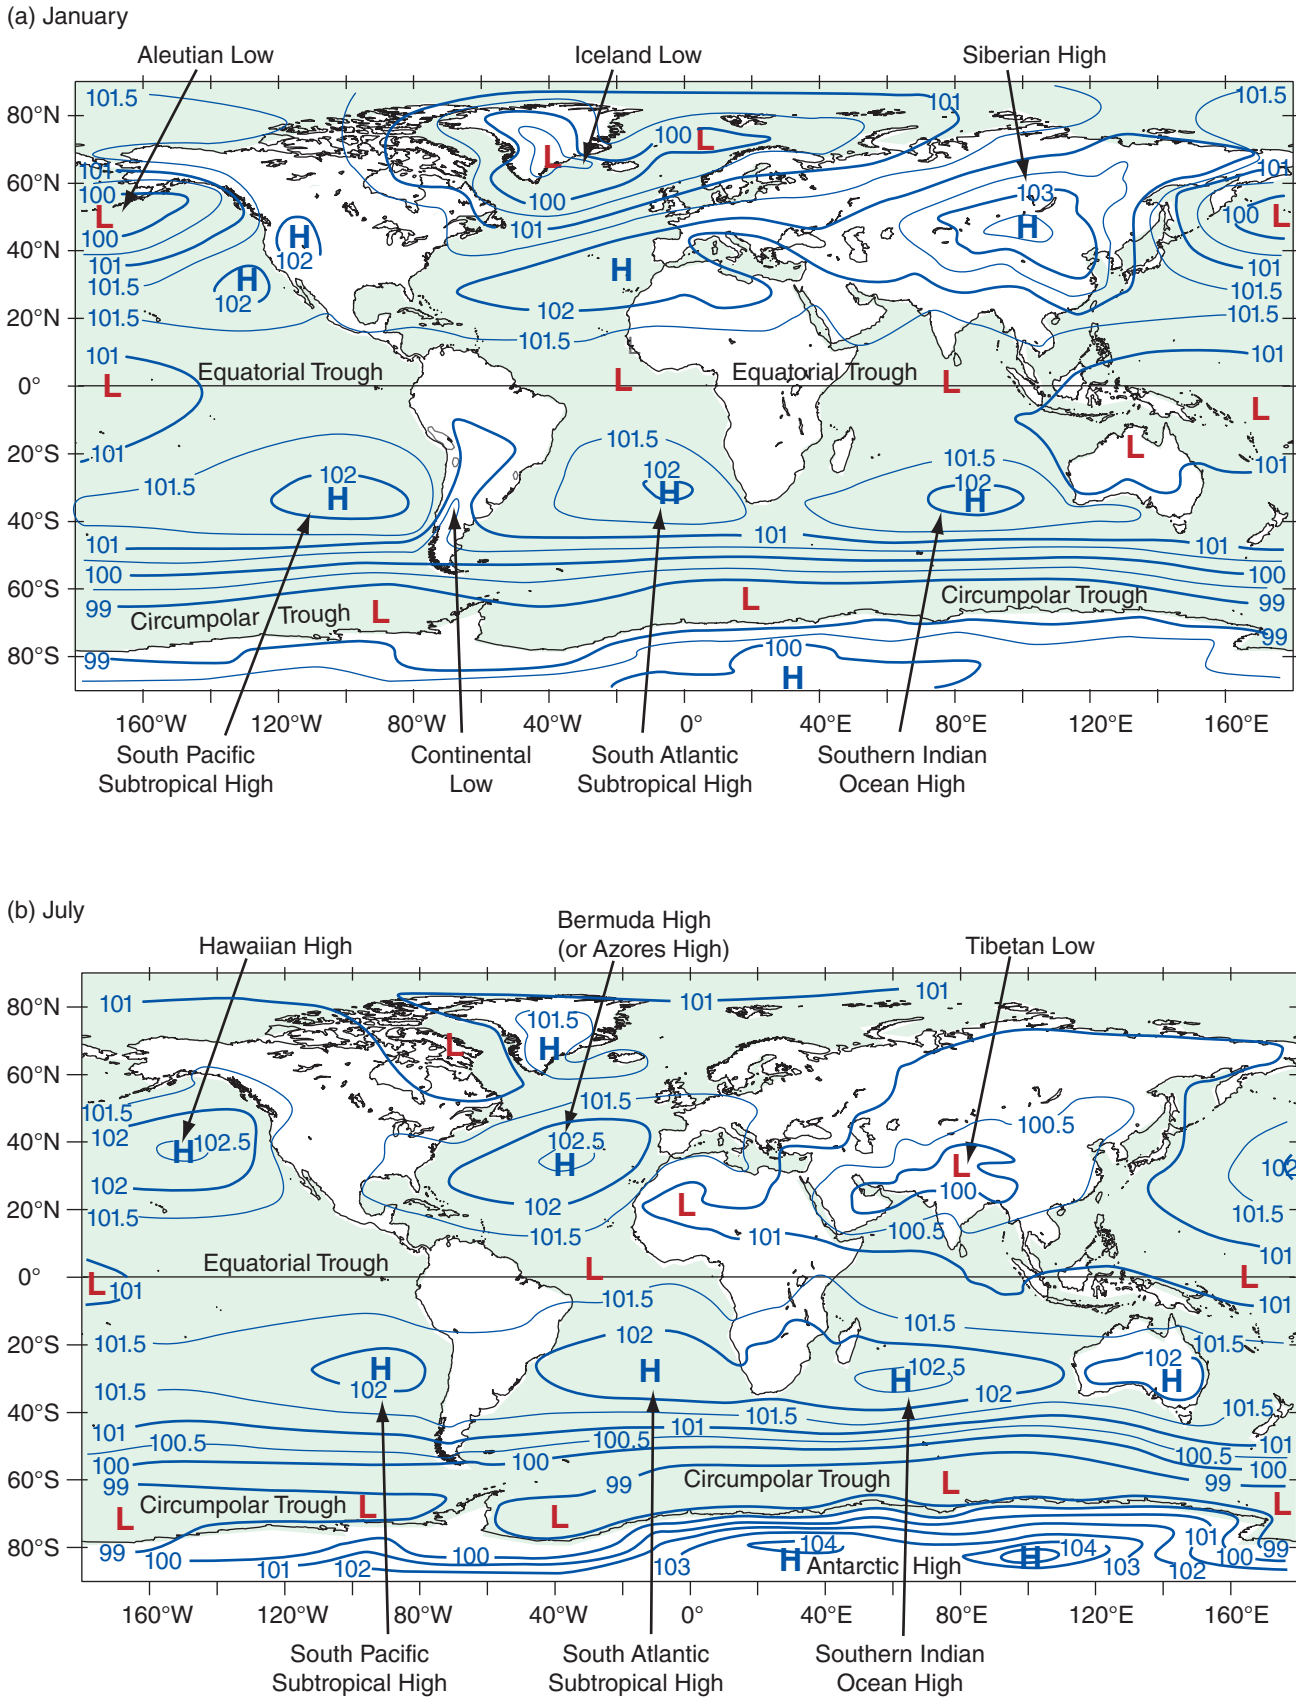 (a) January
Aleutian Low
Iceland Low
Siberian High
80°N
60°N
40°N
20°N
0°
20°S
40°S
60°S
80°S
101.5
101
101.5
100
L
L
101
103
101
100
100
L
100
101
H
100
L
H
102
101
101.5
H
102
H
102
101
101.5
101.5
101.5
101.5
101
101
Equatorial Trough
Equatorial Trough
L
L
L
L
101
101.5
102
H
101.5
102
H
101.5
102
H
L
101
101
101
101
100
100
99
99
Circumpolar Trough
L
L
Circumpolar Trough
99
99
100
H
160°W 120°W 80°W 40°W 0° 40°E 80°E 120°E 160°E
South Pacific
Subtropical High
Continental
Low
South Atlantic
Subtropical High
Southern Indian
Ocean High
(b) July
Hawaiian High
Bermuda High
(or Azores High)
Tibetan Low
80°N
60°N
40°N
20°N
0°
20°S
40°S
60°S
80°S
101
101
101
101.5
H
L
101.5
101.5
102
H
102.5
102.5
H
100.5
102
L
102
102
L
100
101.5
101.5
101
100.5
101.5
101
Equatorial Trough
L
L
101
L
101
101.5
101.5
101.5
101.5
102
H
102
H
102.5
H
102
102
H
101.5
101.5
101.5
101
101
101
100.5
100.5
100.5
100
100
100
99
99
99
Circumpolar Trough
Circumpolar Trough
L
L
L
L
L
99
100
101
102
100
103
104
H
Antarctic High
H
104
103
102
101
100
99
160°W 120°W 80°W 40°W 0° 40°E 80°E 120°E 160°E
South Pacific
Subtropical High
South Atlantic
Subtropical High
Southern Indian
Ocean High